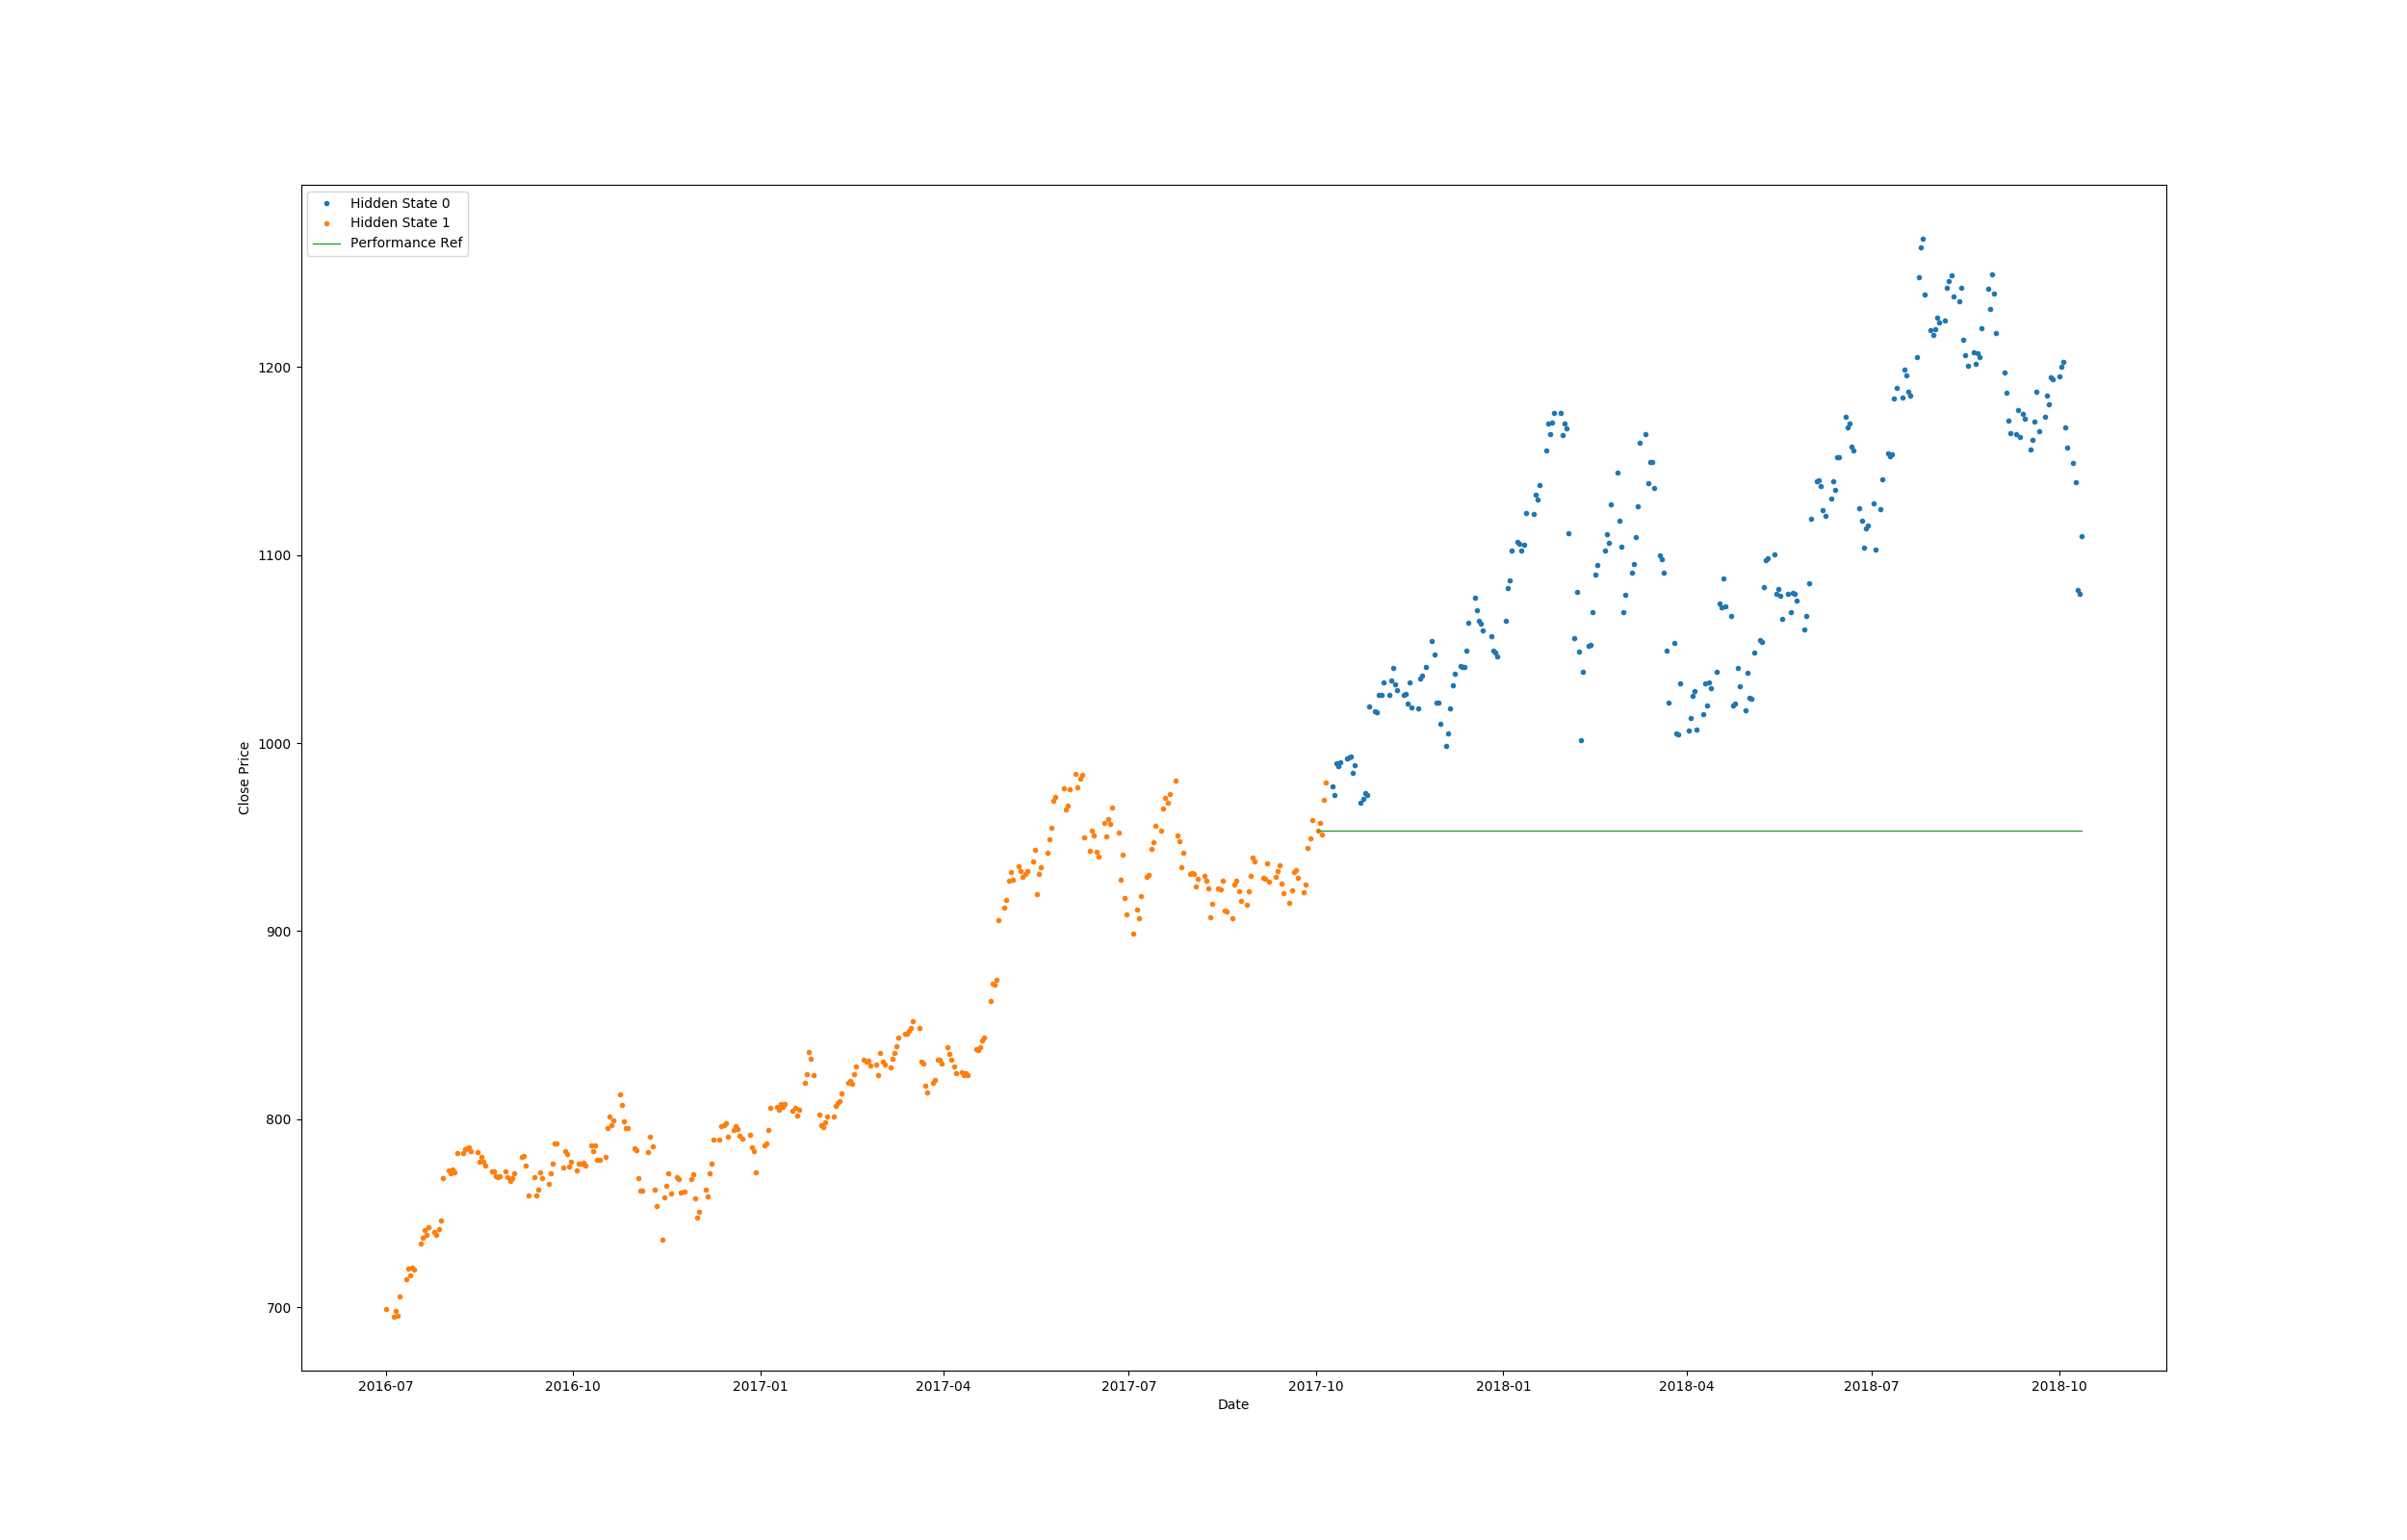 Hidden State 0
Hidden State 1
Performance Ref
1200
1100
1000
900
800
700
Close Price
2016-07 2016-10 2017-01 2017-04 2017-07 2017-10 2018-01 2018-04 2018-07 2018-10
Date